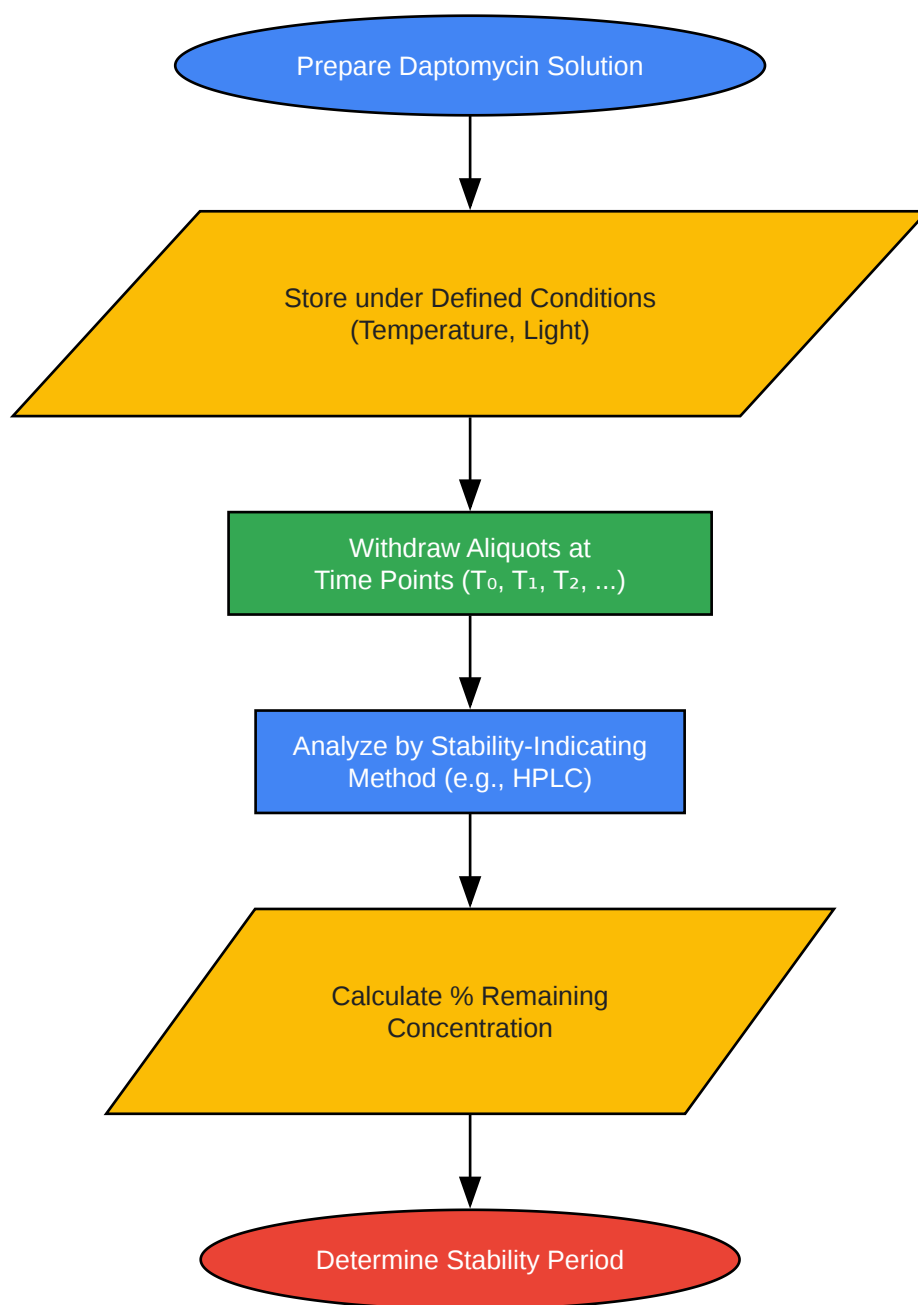 Prepare Daptomycin Solution
Store under Defined Conditions
(Temperature, Light)
Withdraw Aliquots at
Time Points (T₀, T₁, T₂, ...)
Analyze by Stability-Indicating
Method (e.g., HPLC)
Calculate % Remaining
Concentration
Determine Stability Period